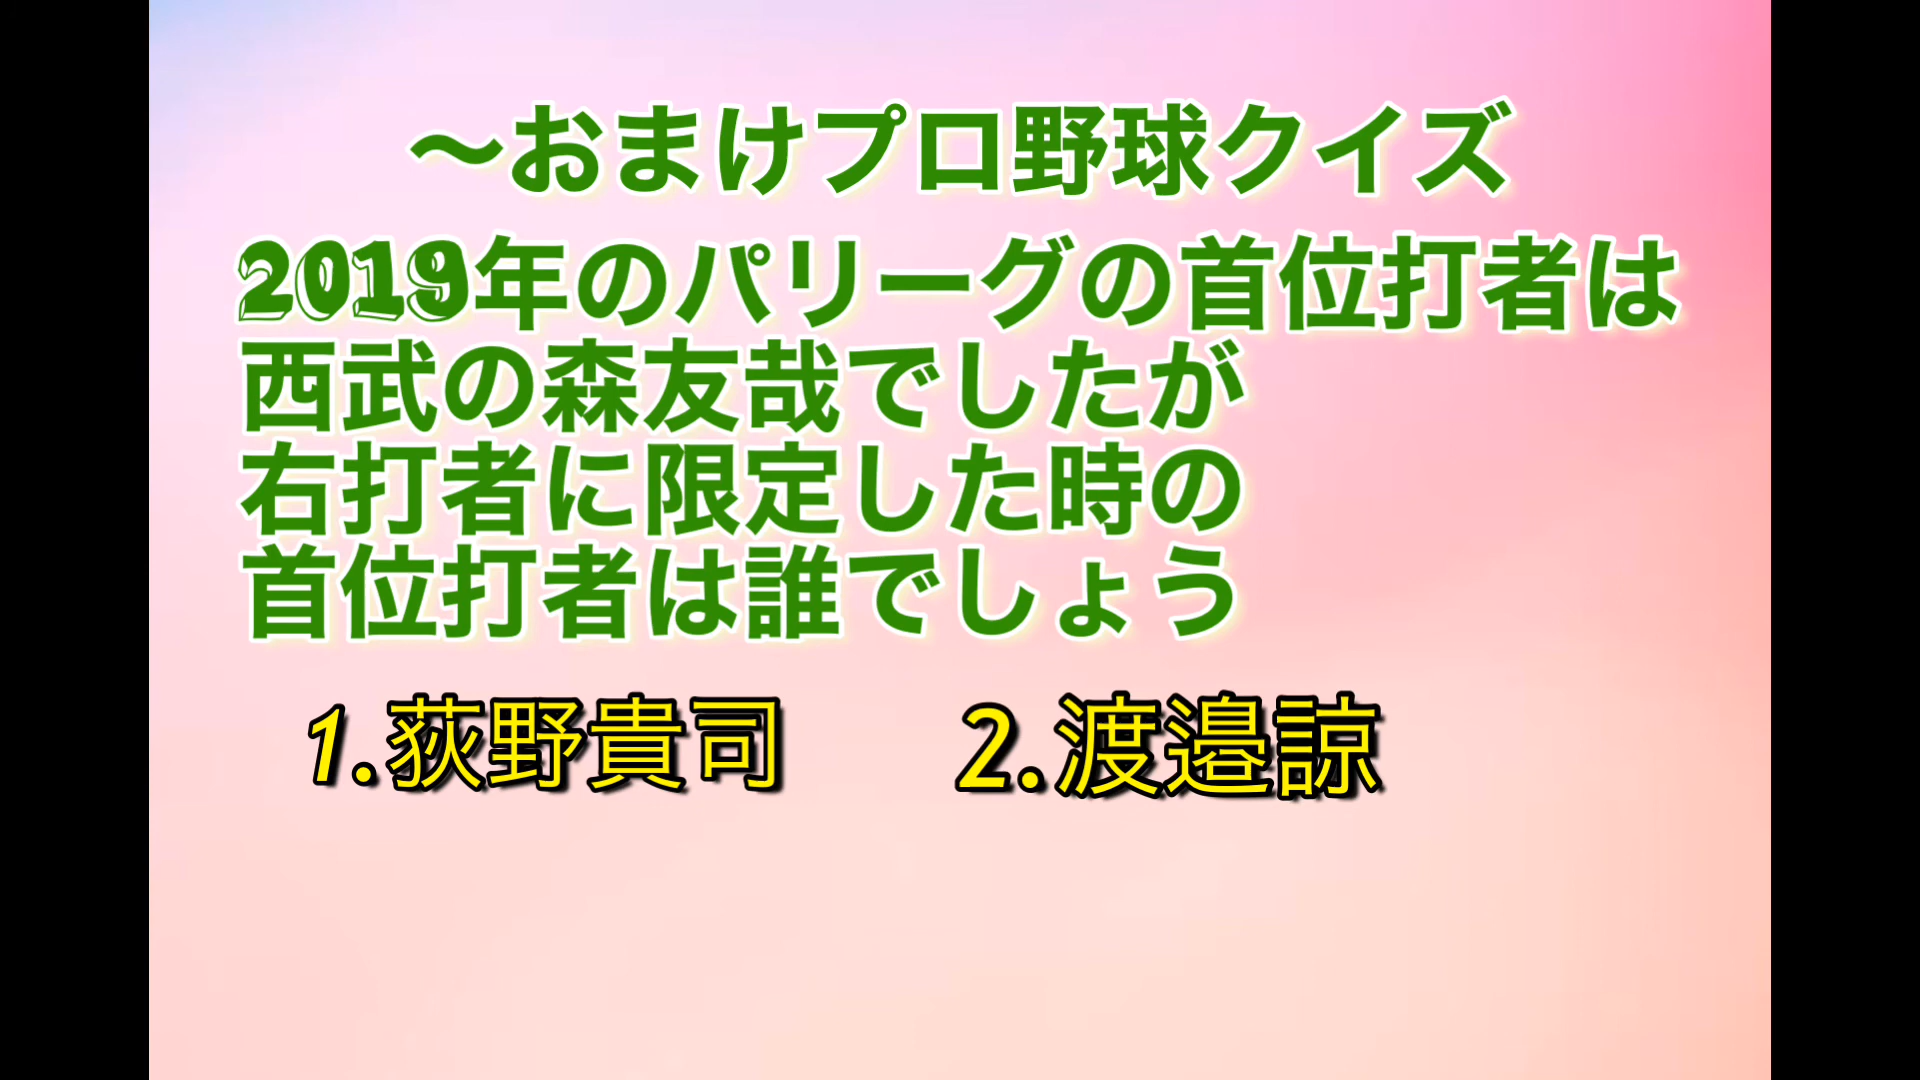 ～おまけプロ野球クイズ
2019年のパリーグの首位打者は
西武の森友哉でしたが
右打者に限定した時の
首位打者は誰でしょう
1.荻野貴司 2.渡邉諒